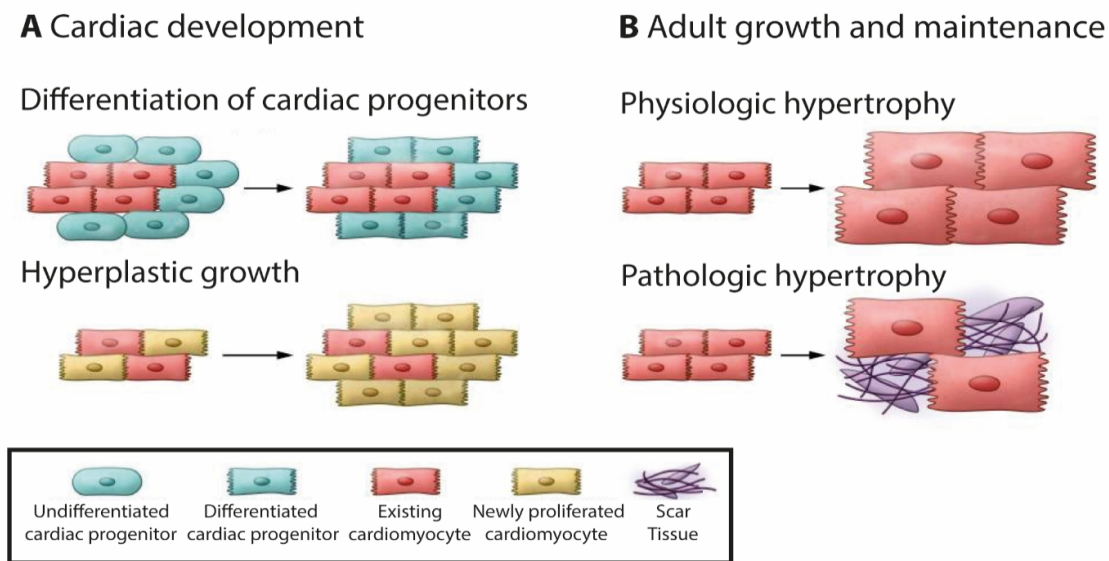 A Cardiac development
Differentiation of cardiac progenitors
Hyperplastic growth
B Adult growth and maintenance
Physiologic hypertrophy
Pathologic hypertrophy
Undifferentiated
cardiac progenitor
Differentiated
cardiac progenitor
Existing
cardiomyocyte
Newly proliferated
cardiomyocyte
Scar
Tissue